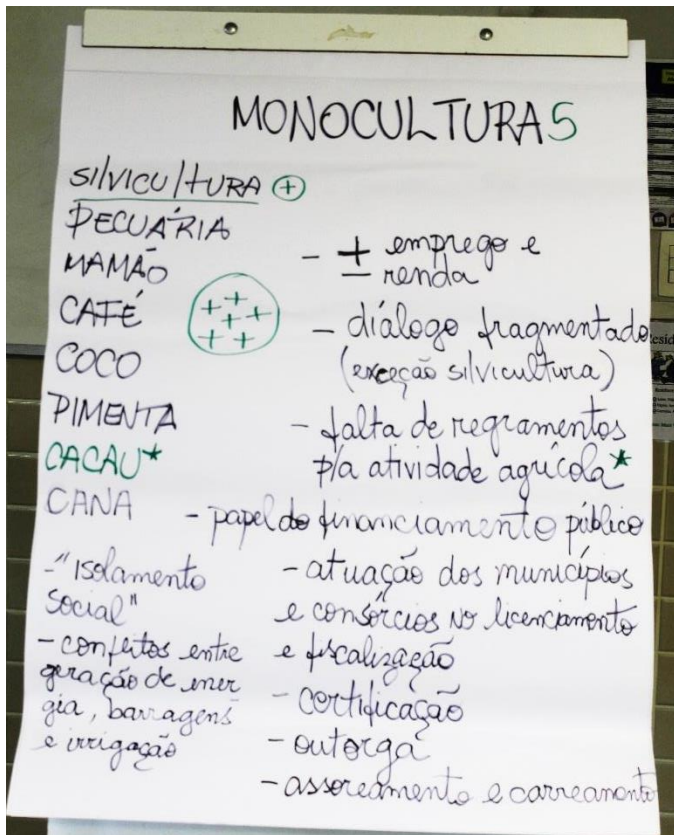 MONOCULTURAS
SILVICULTURA +
PECUÁRIA
MAMÃO
CAFÉ
COCO
PIMENTA
CACAU*
CANA
- "Isolamento
social"
- conflitos entre
geração de ener
gia, barragens
e irrigação
- ± emprego e
renda
- diálogo fragmentado
(exceção silvicultura)
- falta de regramentos
p/a atividade agrícola*
- papel do financiamento público
- atuação dos municípios
e consórcios no licenciamento
e fiscalização
- certificação
- outorga
- assoreamento e carreamento